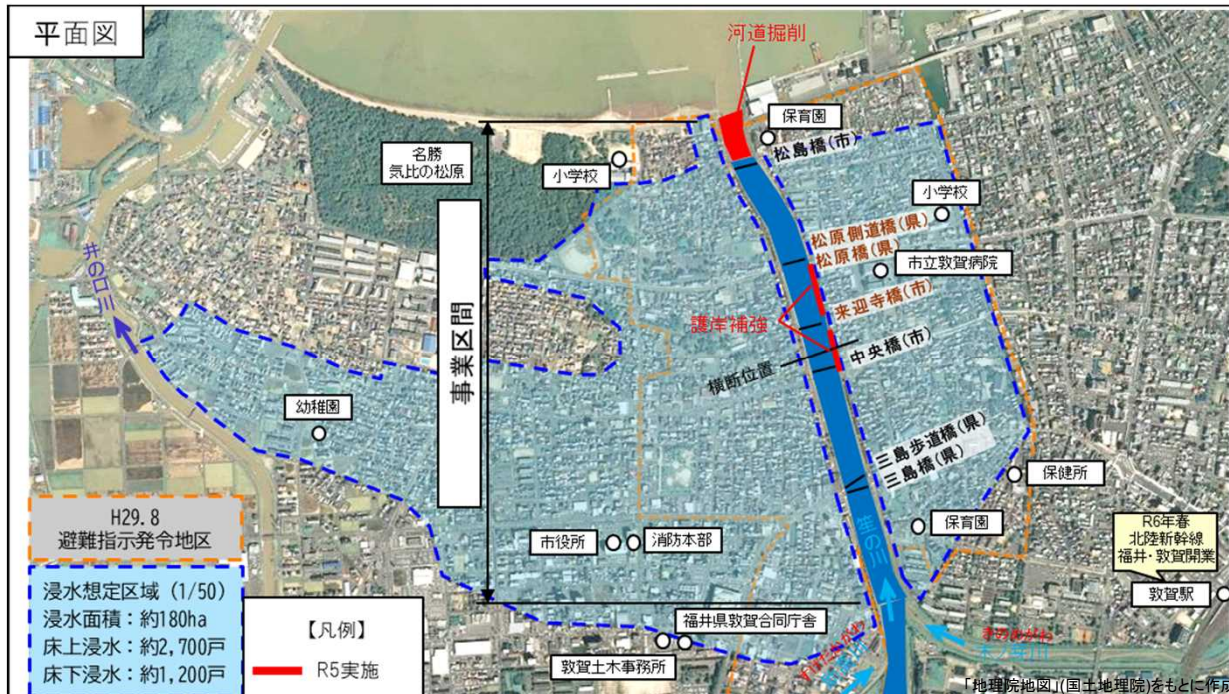 平面図
河道掘削
保育園
松島橋(市)
名勝
気比の松原
小学校
小学校
事業区間
松原側道橋(県)
松原橋(県)
市立敦賀病院
来迎寺橋(市)
護岸補強
中央橋(市)
横断位置
井の口川
幼稚園
三島歩道橋(県)
三島橋(県)
保健所
笙の川
保育園
市役所
消防本部
R6年春
北陸新幹線
福井・敦賀開業
敦賀駅
福井県敦賀合同庁舎
敦賀土木事務所
H29.8
避難指示発令地区
浸水想定区域 (1/50)
浸水面積:約180ha
床上浸水:約2,700戸
床下浸水:約1,200戸
【凡例】
R5実施
「地理院地図」(国土地理院)をもとに作成